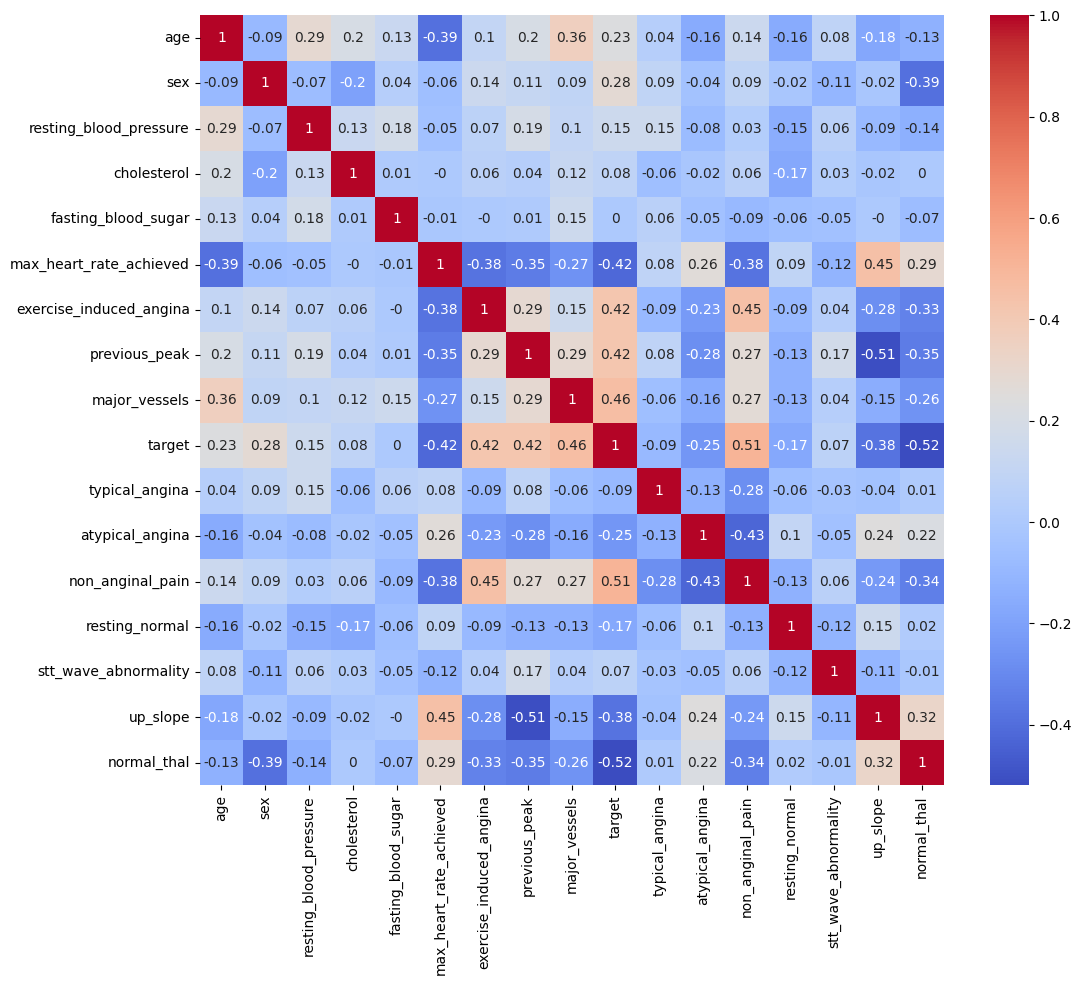 age 1 -0.09 0.29 0.2 0.13 -0.39 0.1 0.2 0.36 0.23 0.04 -0.16 0.14 -0.16 0.08 -0.18 -0.13
sex -0.09 1 -0.07 -0.2 0.04 -0.06 0.14 0.11 0.09 0.28 0.09 -0.04 0.09 -0.02 -0.11 -0.02 -0.39
resting_blood_pressure 0.29 -0.07 1 0.13 0.18 -0.05 0.07 0.19 0.1 0.15 0.15 -0.08 0.03 -0.15 0.06 -0.09 -0.14
cholesterol 0.2 -0.2 0.13 1 0.01 -0 0.06 0.04 0.12 0.08 -0.06 -0.02 0.06 -0.17 0.03 -0.02 0
fasting_blood_sugar 0.13 0.04 0.18 0.01 1 -0.01 -0 0.01 0.15 0 0.06 -0.05 -0.09 -0.06 -0.05 -0 -0.07
max_heart_rate_achieved -0.39 -0.06 -0.05 -0 -0.01 1 -0.38 -0.35 -0.27 -0.42 0.08 0.26 -0.38 0.09 -0.12 0.45 0.29
exercise_induced_angina 0.1 0.14 0.07 0.06 -0 -0.38 1 0.29 0.15 0.42 -0.09 -0.23 0.45 -0.09 0.04 -0.28 -0.33
previous_peak 0.2 0.11 0.19 0.04 0.01 -0.35 0.29 1 0.29 0.42 0.08 -0.28 0.27 -0.13 0.17 -0.51 -0.35
major_vessels 0.36 0.09 0.1 0.12 0.15 -0.27 0.15 0.29 1 0.46 -0.06 -0.16 0.27 -0.13 0.04 -0.15 -0.26
target 0.23 0.28 0.15 0.08 0 -0.42 0.42 0.42 0.46 1 -0.09 -0.25 0.51 -0.17 0.07 -0.38 -0.52
typical_angina 0.04 0.09 0.15 -0.06 0.06 0.08 -0.09 0.08 -0.06 -0.09 1 -0.13 -0.28 -0.06 -0.03 -0.04 0.01
atypical_angina -0.16 -0.04 -0.08 -0.02 -0.05 0.26 -0.23 -0.28 -0.16 -0.25 -0.13 1 -0.43 0.1 -0.05 0.24 0.22
non_anginal_pain 0.14 0.09 0.03 0.06 -0.09 -0.38 0.45 0.27 0.27 0.51 -0.28 -0.43 1 -0.13 0.06 -0.24 -0.34
resting_normal -0.16 -0.02 -0.15 -0.17 -0.06 0.09 -0.09 -0.13 -0.13 -0.17 -0.06 0.1 -0.13 1 -0.12 0.15 0.02
stt_wave_abnormality 0.08 -0.11 0.06 0.03 -0.05 -0.12 0.04 0.17 0.04 0.07 -0.03 -0.05 0.06 -0.12 1 -0.11 -0.01
up_slope -0.18 -0.02 -0.09 -0.02 -0 0.45 -0.28 -0.51 -0.15 -0.38 -0.04 0.24 -0.24 0.15 -0.11 1 0.32
normal_thal -0.13 -0.39 -0.14 0 -0.07 0.29 -0.33 -0.35 -0.26 -0.52 0.01 0.22 -0.34 0.02 -0.01 0.32 1
age
sex
resting_blood_pressure
cholesterol
fasting_blood_sugar
max_heart_rate_achieved
exercise_induced_angina
previous_peak
major_vessels
target
typical_angina
atypical_angina
non_anginal_pain
resting_normal
stt_wave_abnormality
up_slope
normal_thal
1.0
0.8
0.6
0.4
0.2
0.0
−0.2
−0.4